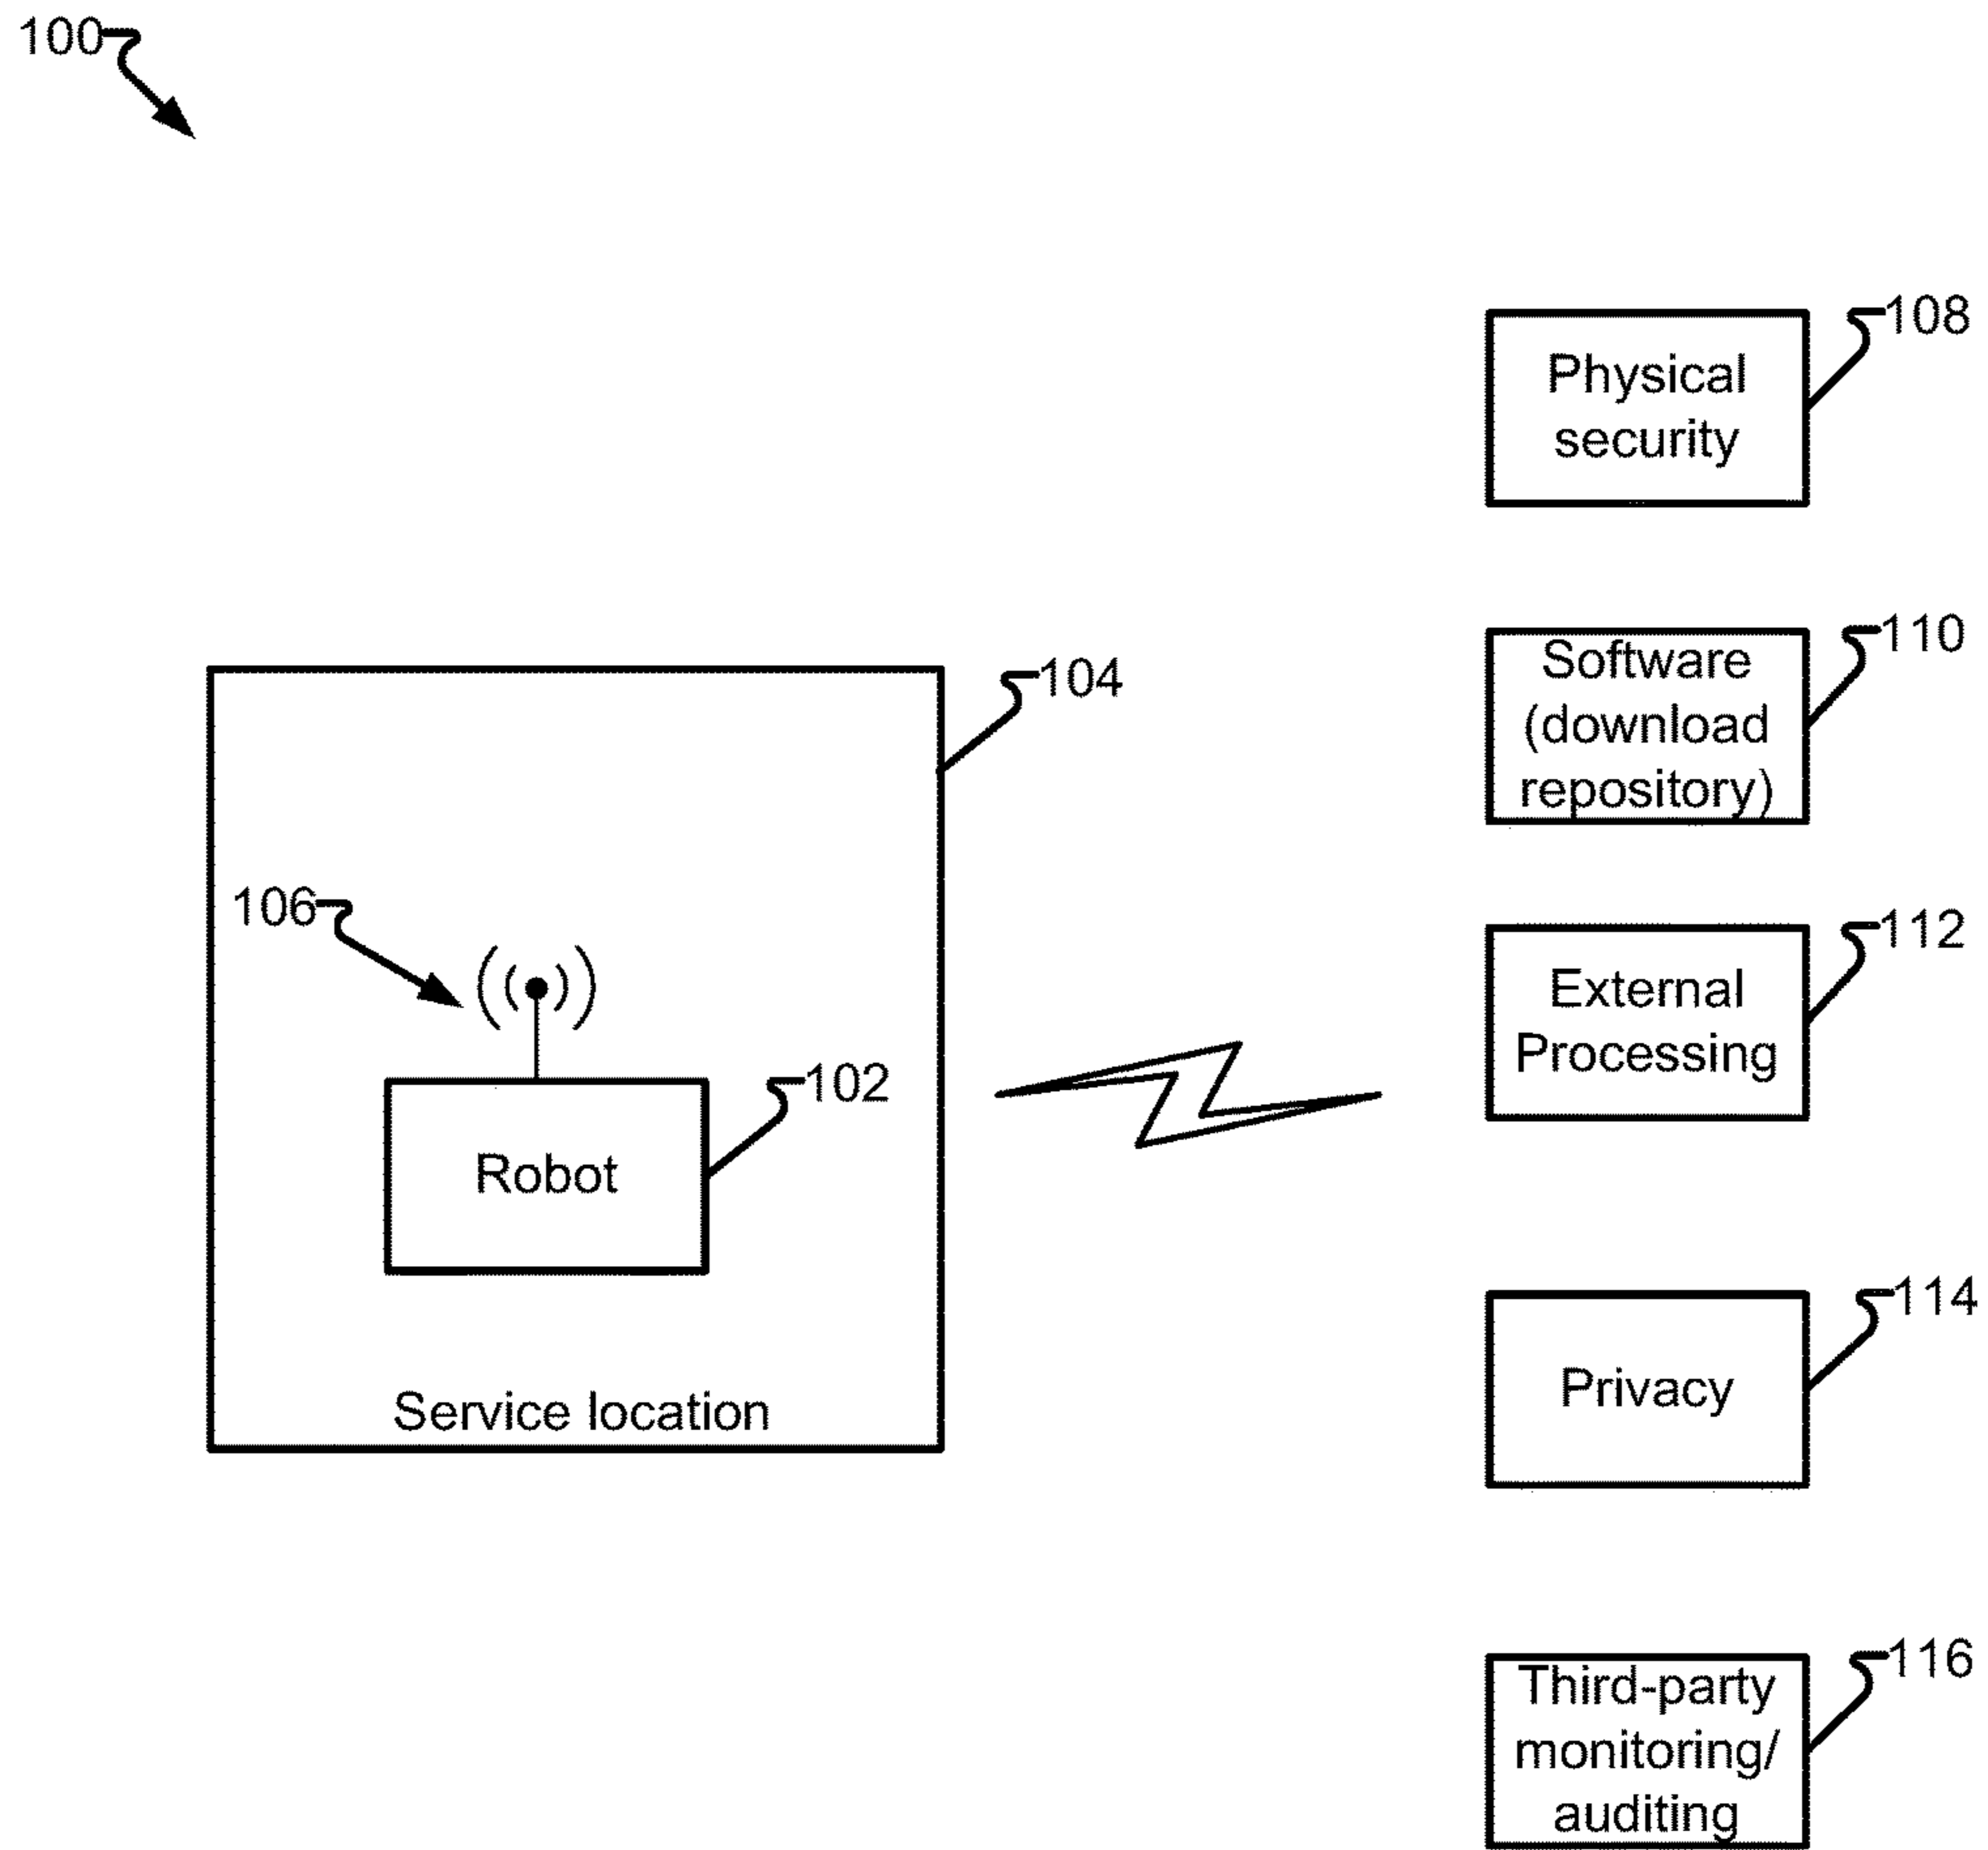 100
108
Physical
security
110
Software
(download
repository)
104
106
112
External
Processing
102
Robot
114
Privacy
Service location
116
Third-party
monitoring/
auditing